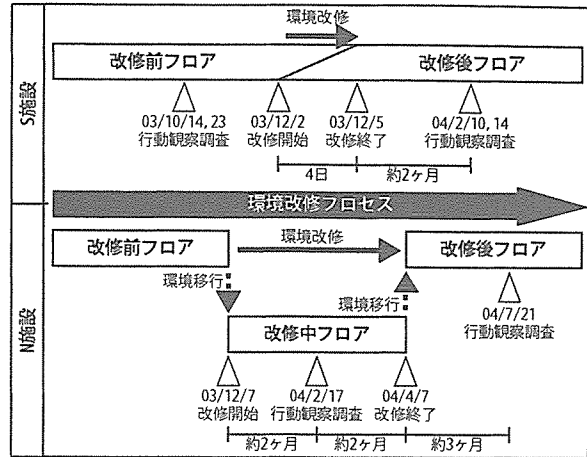 S施設
環境改修
改修前フロア
改修後フロア
03/10/14, 23
行動観察調査
03/12/2
改修開始
03/12/5
改修終了
04/2/10, 14
行動観察調査
4日
約2ヶ月
環境改修プロセス
N施設
改修前フロア
環境改修
改修後フロア
環境移行
環境移行
改修中フロア
04/7/21
行動観察調査
03/12/7
改修開始
04/2/17
行動観察調査
04/4/7
改修終了
約2ヶ月
約2ヶ月
約3ヶ月